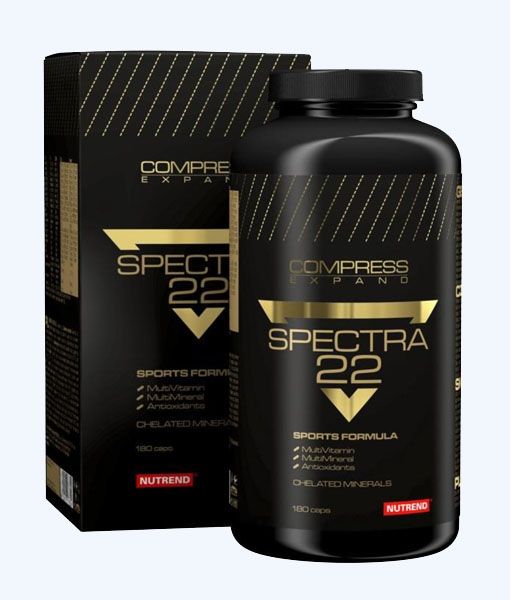 COMPRESS
EXPAND
SPECTRA
22
SPORTS FORMULA
MultiVitamin
MultiMineral
Antioxidants
CHELATED MINERALS
180 caps
NUTREND
COMPRESS
EXPAND
SPECTRA
22
SPORTS FORMULA
MultiVitamin
MultiMineral
Antioxidants
CHELATED MINERALS
180 caps
NUTREND